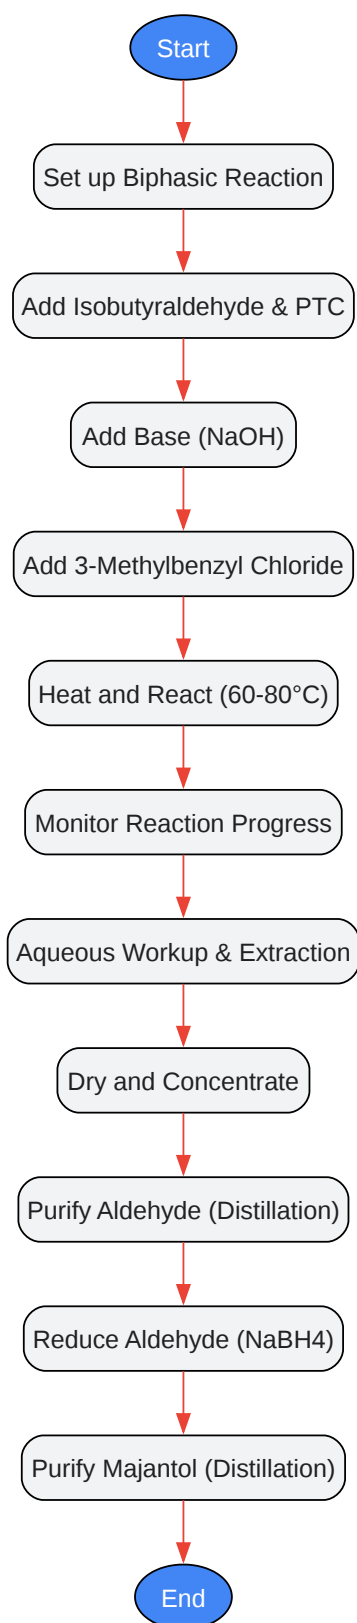 Start
Set up Biphasic Reaction
Add Isobutyraldehyde & PTC
Add Base (NaOH)
Add 3-Methylbenzyl Chloride
Heat and React (60-80°C)
Monitor Reaction Progress
Aqueous Workup & Extraction
Dry and Concentrate
Purify Aldehyde (Distillation)
Reduce Aldehyde (NaBH4)
Purify Majantol (Distillation)
End